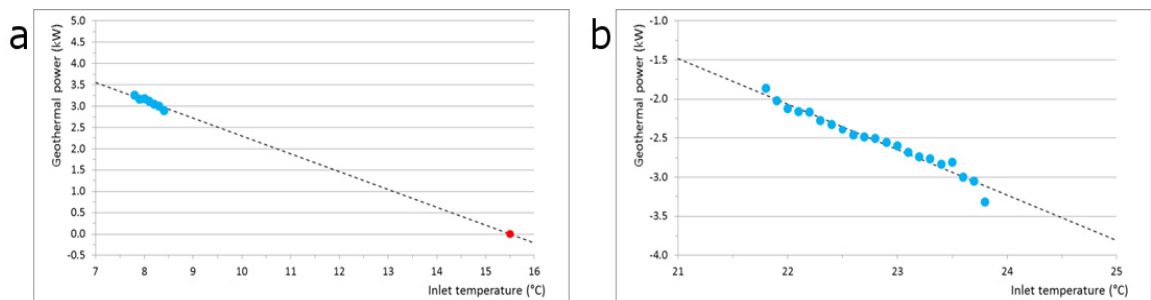 a
Geothermal power (kW)
5.0
4.5
4.0
3.5
3.0
2.5
2.0
1.5
1.0
0.5
0.0
-0.5
7 8 9 10 11 12 13 14 15 16
Inlet temperature (°C)
b
Geothermal power (kW)
-1.0
-1.5
-2.0
-2.5
-3.0
-3.5
-4.0
21 22 23 24 25
Inlet temperature (°C)